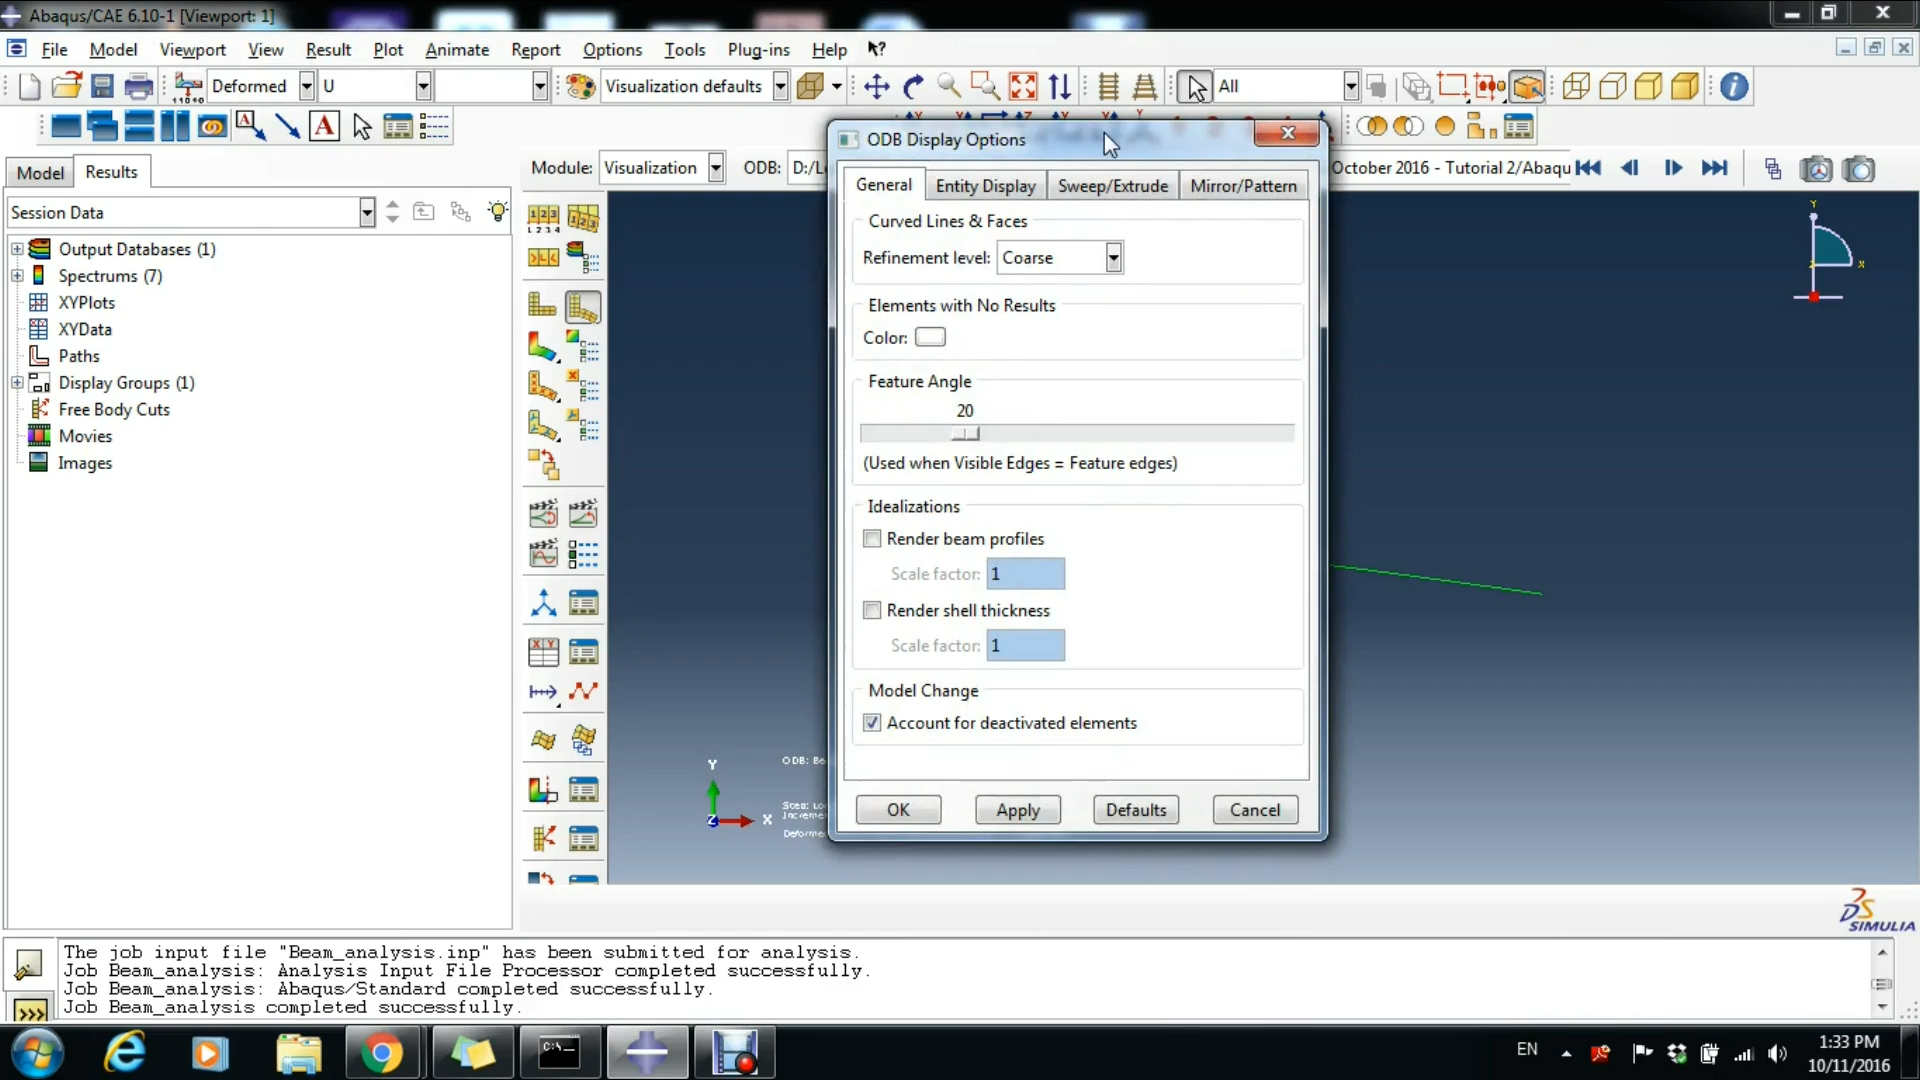 Abaqus/CAE 6.10-1 [Viewport: 1]
File Model Viewport View Result Plot Animate Report Options Tools Plug-ins Help
Deformed U Visualization defaults All
Model Results
Module: Visualization ODB: D:/L October 2016 - Tutorial 2/Abaqu
Session Data
Output Databases (1)
Spectrums (7)
XYPlots
XYData
Paths
Display Groups (1)
Free Body Cuts
Movies
Images
ODB Display Options
General Entity Display Sweep/Extrude Mirror/Pattern
Curved Lines & Faces
Refinement level: Coarse
Elements with No Results
Color:
Feature Angle
20
(Used when Visible Edges = Feature edges)
Idealizations
Render beam profiles
Scale factor: 1
Render shell thickness
Scale factor: 1
Model Change
Account for deactivated elements
OK Apply Defaults Cancel
Y
X
Y
X
Z
ODB: Be
Step: Lo
Increme
Deforme
SIMULIA
The job input file "Beam_analysis.inp" has been submitted for analysis.
Job Beam_analysis: Analysis Input File Processor completed successfully.
Job Beam_analysis: Abaqus/Standard completed successfully.
Job Beam_analysis completed successfully.
EN
1:33 PM
10/11/2016